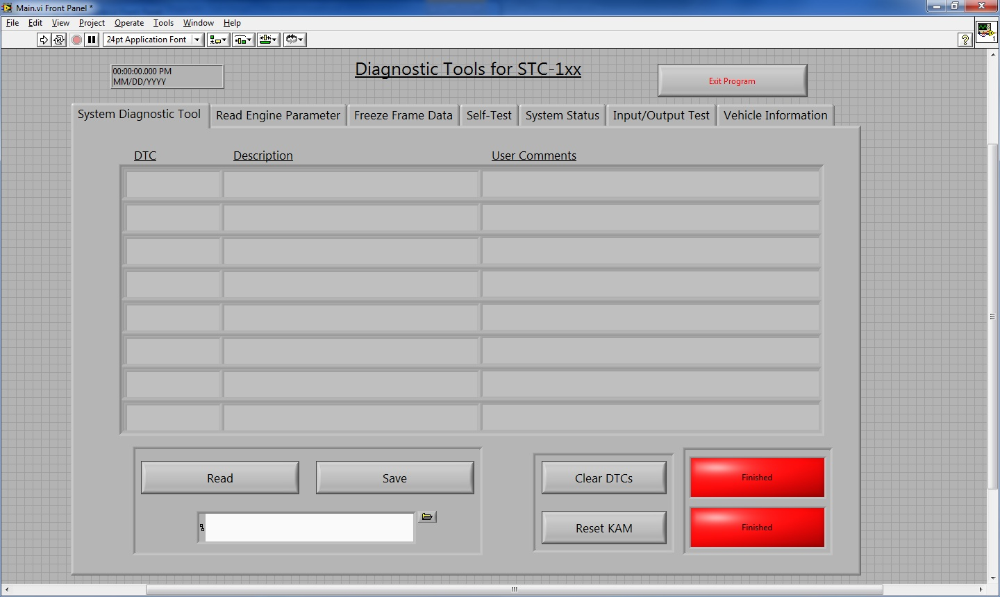 Main.vi Front Panel *
File Edit View Project Operate Tools Window Help
24pt Application Font
?
1
00:00:00.000 PM
MM/DD/YYYY
Diagnostic Tools for STC-1xx
Exit Program
System Diagnostic Tool Read Engine Parameter Freeze Frame Data Self-Test System Status Input/Output Test Vehicle Information
DTC Description User Comments
Read Save Clear DTCs Finished
Reset KAM Finished